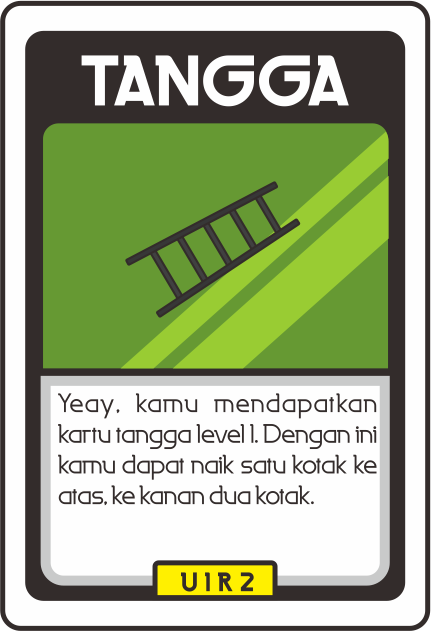 TANGGA
Yeay, kamu mendapatkan
kartu tangga level 1. Dengan ini
kamu dapat naik satu kotak ke
atas, ke kanan dua kotak.
U1R2